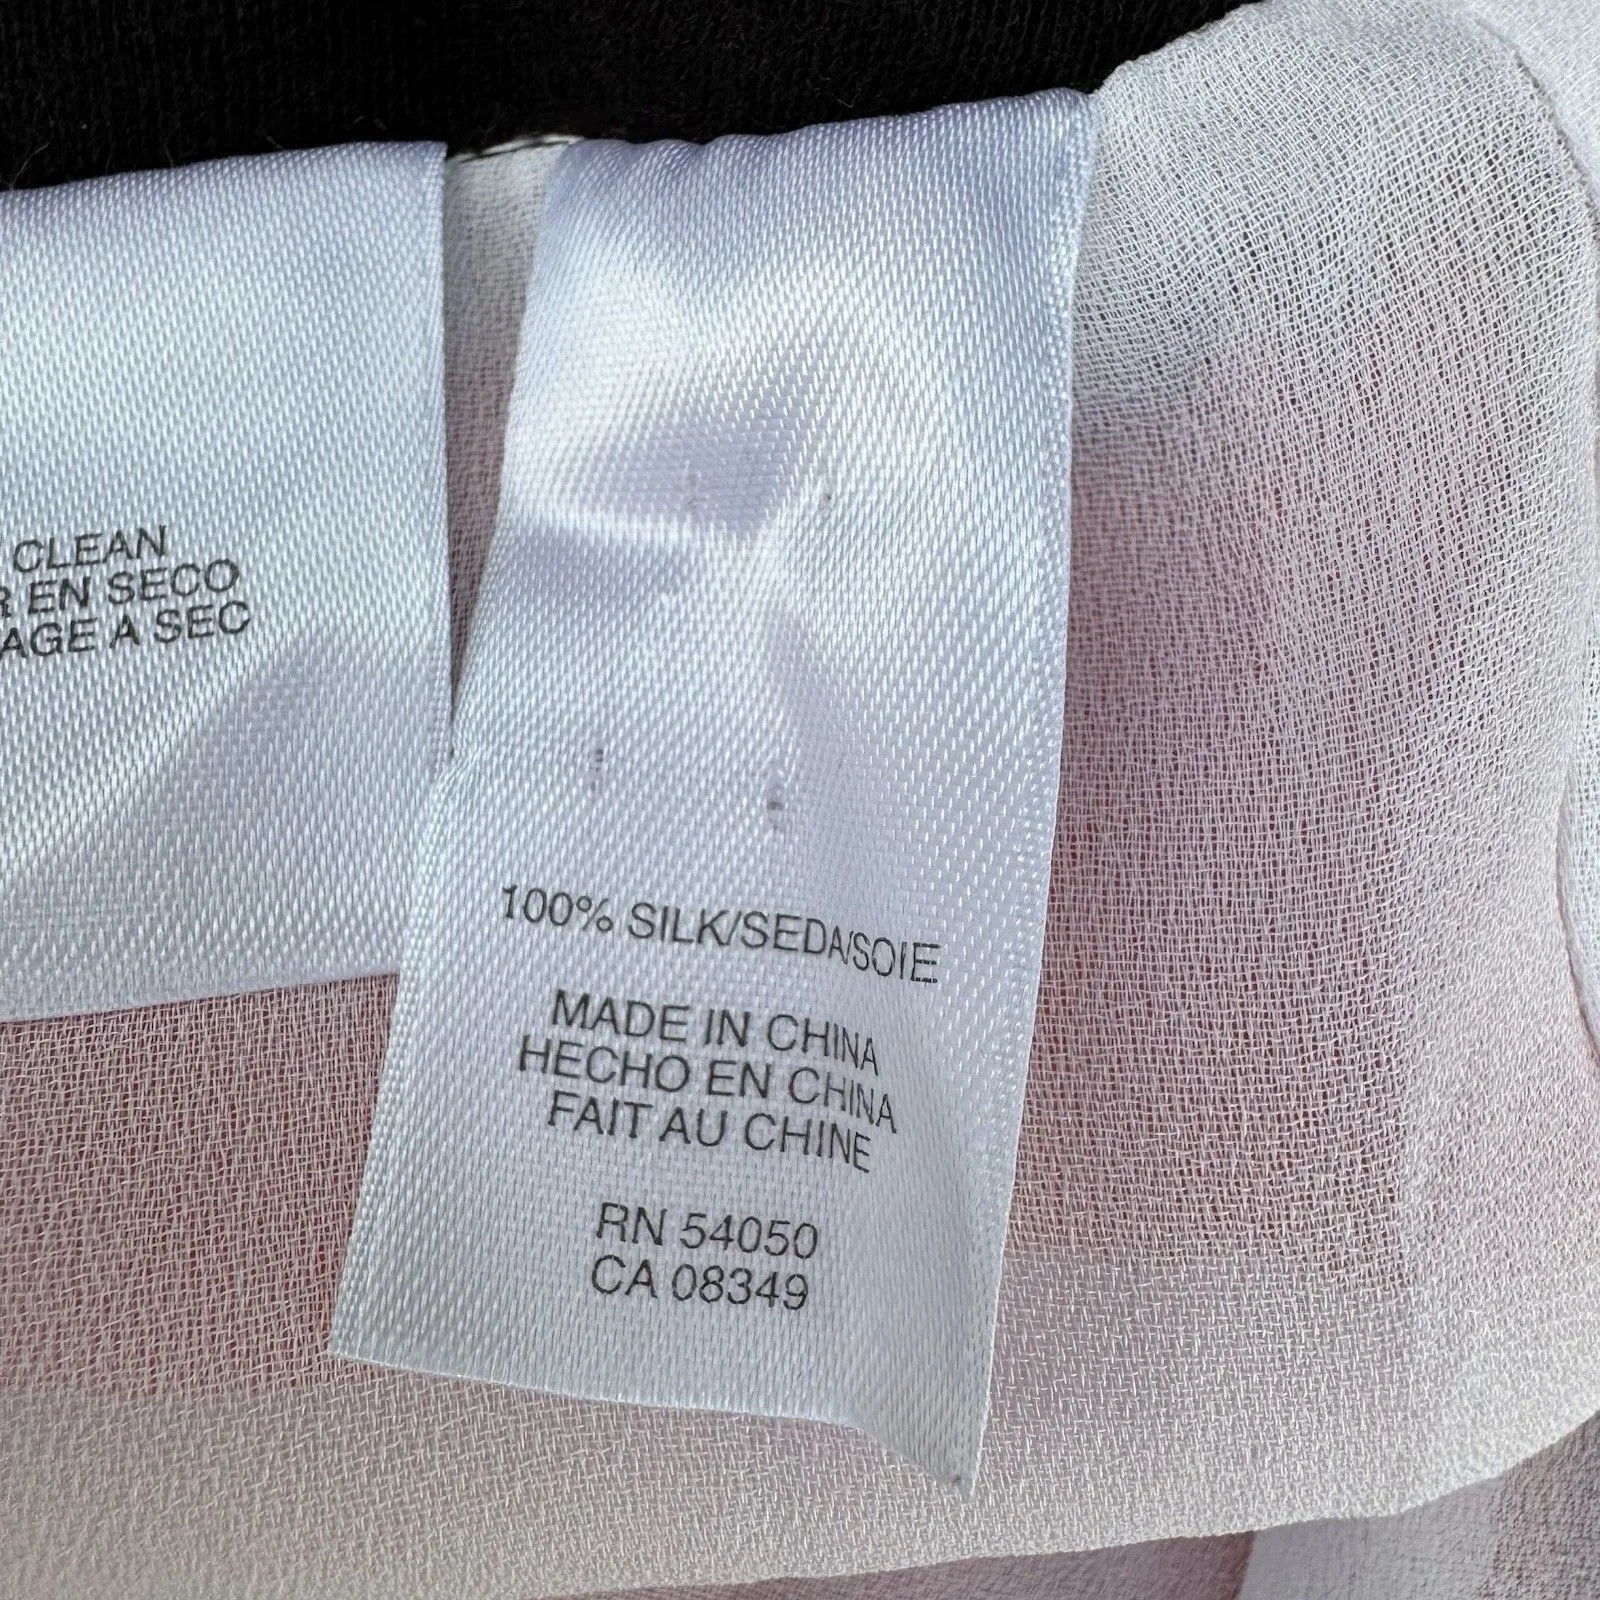 CLEAN
EN SECO
A SEC
100% SILK/SEDA/SOIE
MADE IN CHINA
HECHO EN CHINA
FAIT AU CHINE
RN 54050
CA 08349